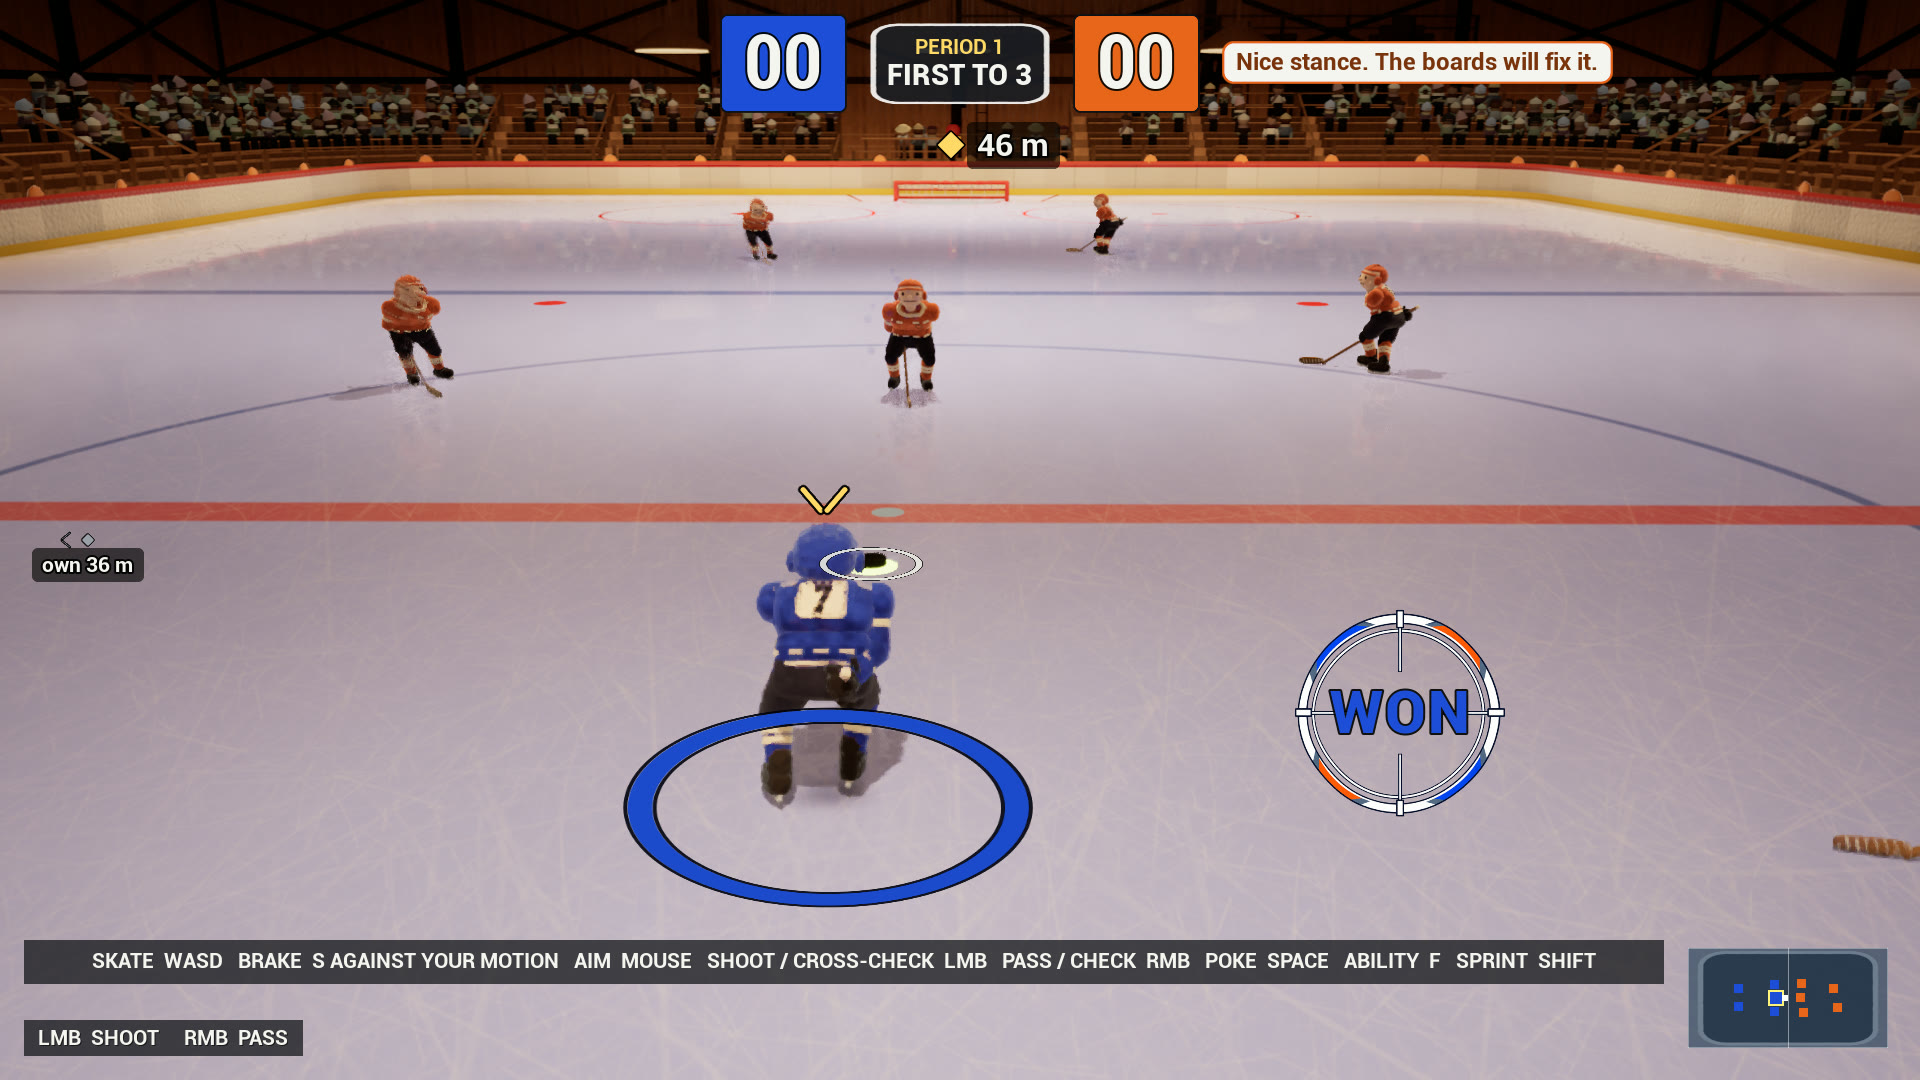 00
PERIOD 1
FIRST TO 3
00
Nice stance. The boards will fix it.
46 m
own 36 m
7
WON
SKATE WASD BRAKE S AGAINST YOUR MOTION AIM MOUSE SHOOT / CROSS-CHECK LMB PASS / CHECK RMB POKE SPACE ABILITY F SPRINT SHIFT
LMB SHOOT RMB PASS